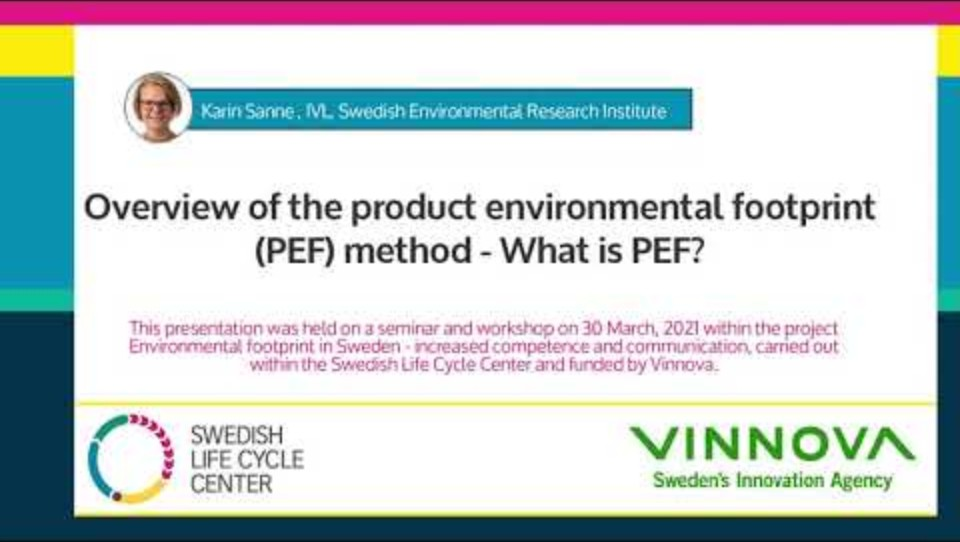 Karin Sanne, IVL, Swedish Environmental Research Institute
Overview of the product environmental footprint
(PEF) method - What is PEF?
This presentation was held on a seminar and workshop on 30 March, 2021 within the project
Environmental footprint in Sweden - increased competence and communication, carried out
within the Swedish Life Cycle Center and funded by Vinnova.
SWEDISH
LIFE CYCLE
CENTER
VINNOVA
Sweden's Innovation Agency